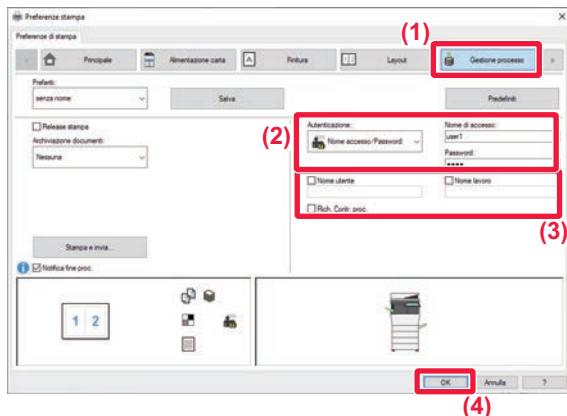 Preferenze stampa
Preferenze di stampa
(1)
Principale
Alimentazione carta
A
Finitura
Layout
Gestione processo
Preferiti:
senza nome
Salva
Predefiniti
Release stampa
Archiviazione documenti:
Nessuna
(2)
Autenticazione:
Nome accesso/Password
Nome di accesso:
user1
Password:
••••
Nome utente
Nome lavoro
Rich. Contr. proc.
(3)
Stampa e invia...
Notifica fine proc.
1 2
OK
Annulla
?
(4)